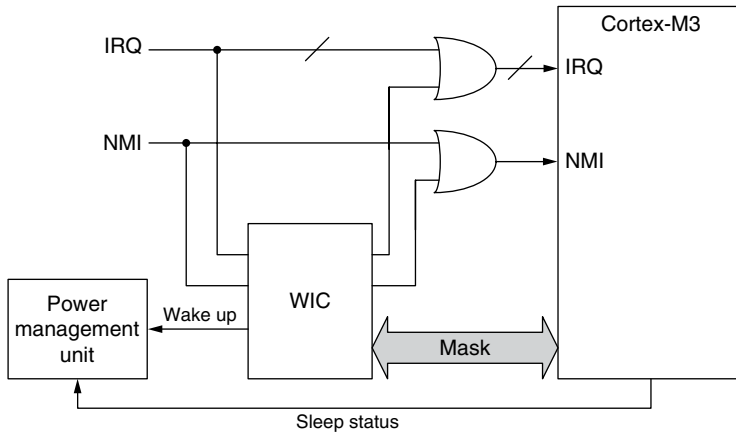 Cortex-M3
IRQ
IRQ
NMI
NMI
WIC
Power
management
unit
Wake up
Mask
Sleep status